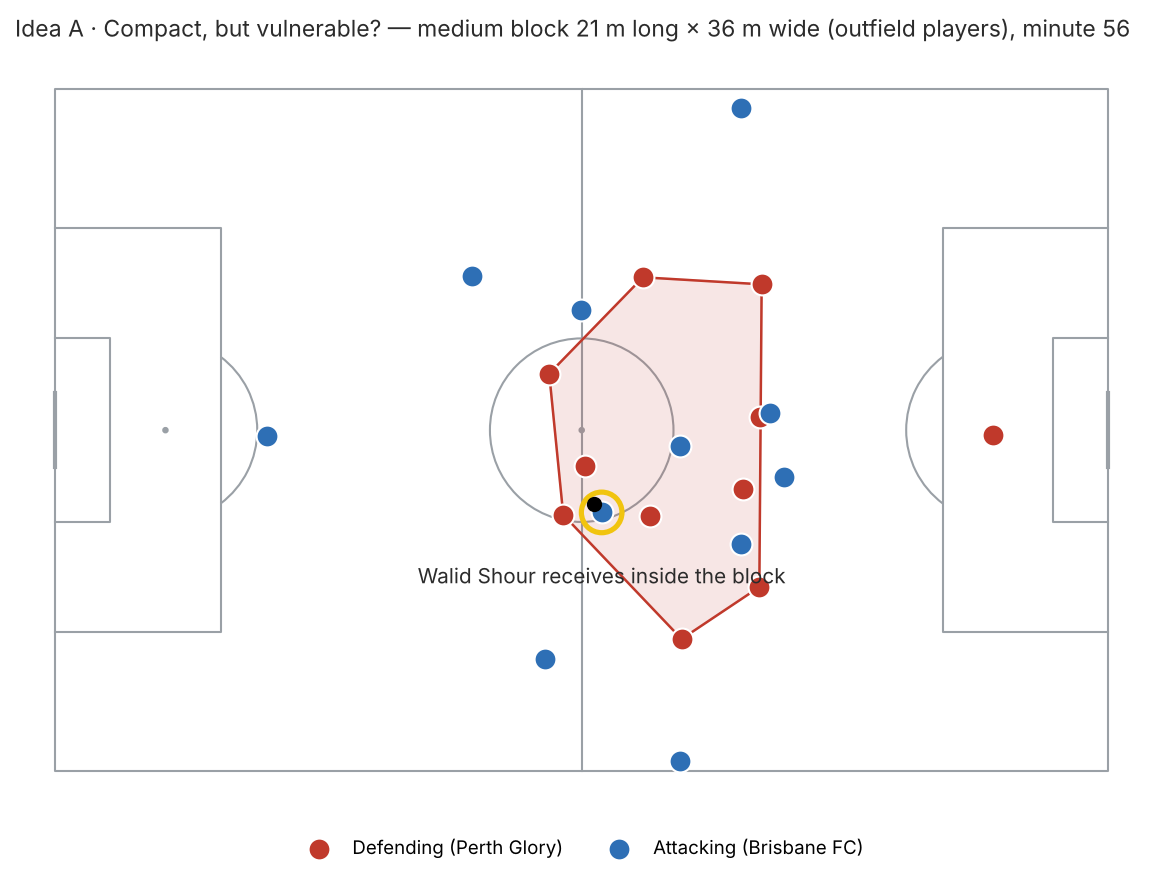 Idea A · Compact, but vulnerable? — medium block 21 m long × 36 m wide (outfield players), minute 56
Walid Shour receives inside the block
Defending (Perth Glory)
Attacking (Brisbane FC)